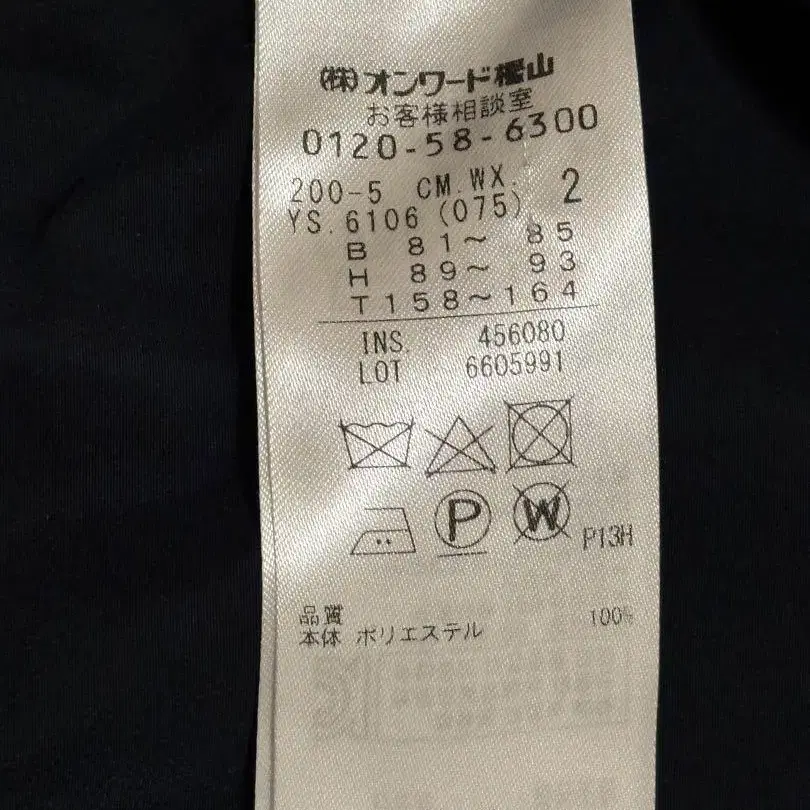 (株)オンワード樫山
お客様相談室
0120-58-6300
200-5 CM.WX. 2
YS.6106(075)
B 81～ 85
H 89～ 93
T158～164
INS. 456080
LOT 6605991
P W P13H
品質
本体 ポリエステル 100%